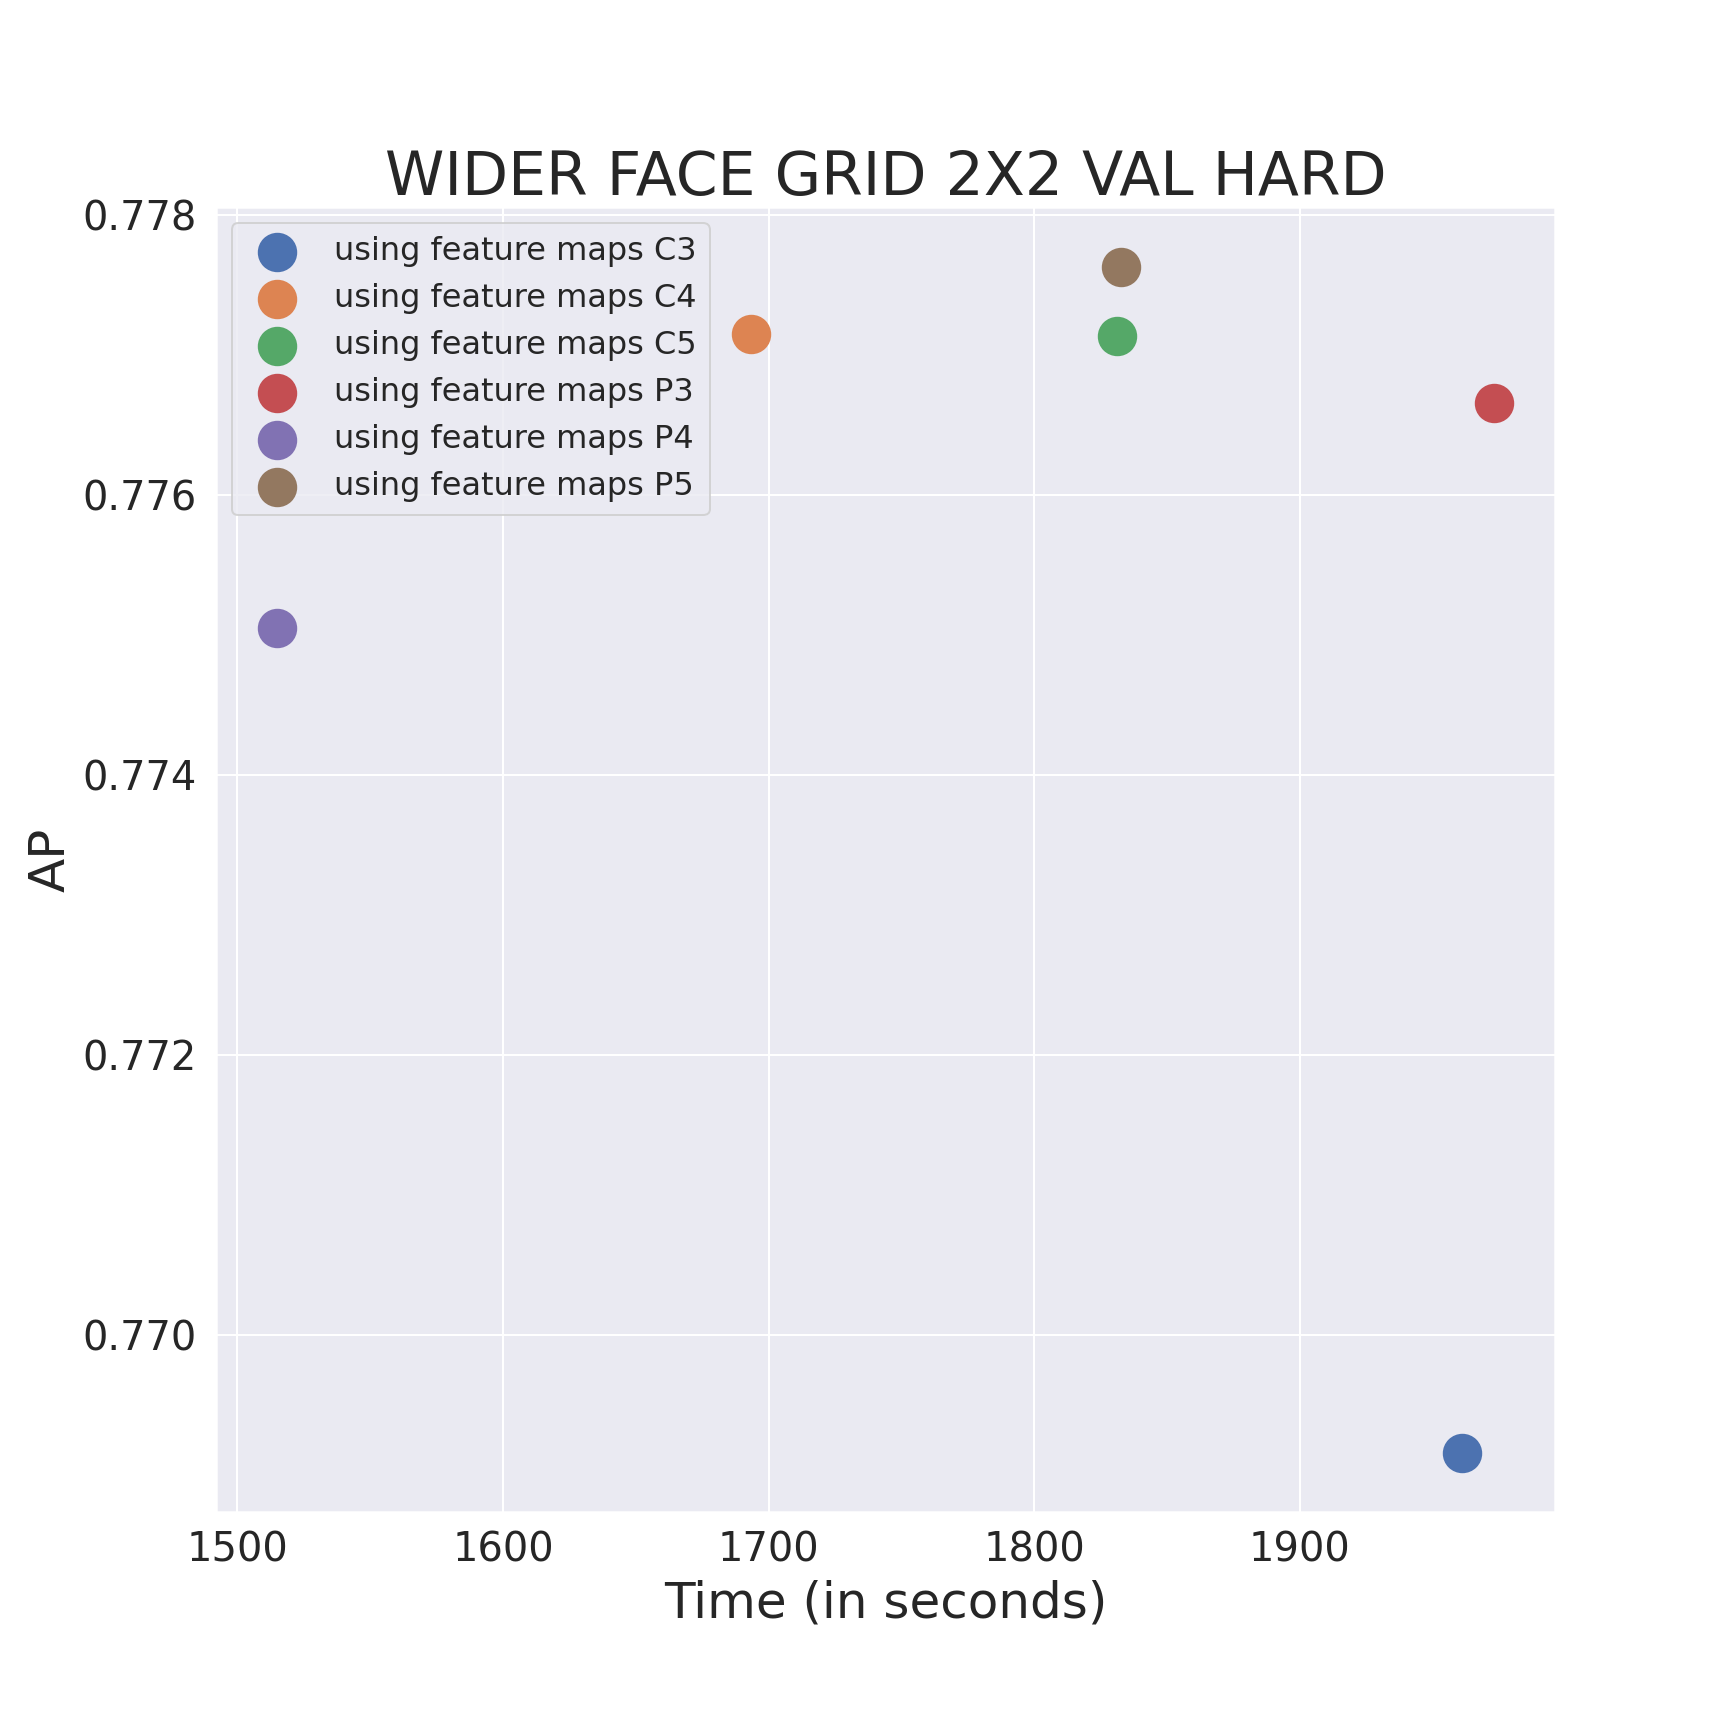 WIDER FACE GRID 2X2 VAL HARD
0.778
0.776
0.774
0.772
0.770
AP
using feature maps C3
using feature maps C4
using feature maps C5
using feature maps P3
using feature maps P4
using feature maps P5
1500 1600 1700 1800 1900
Time (in seconds)